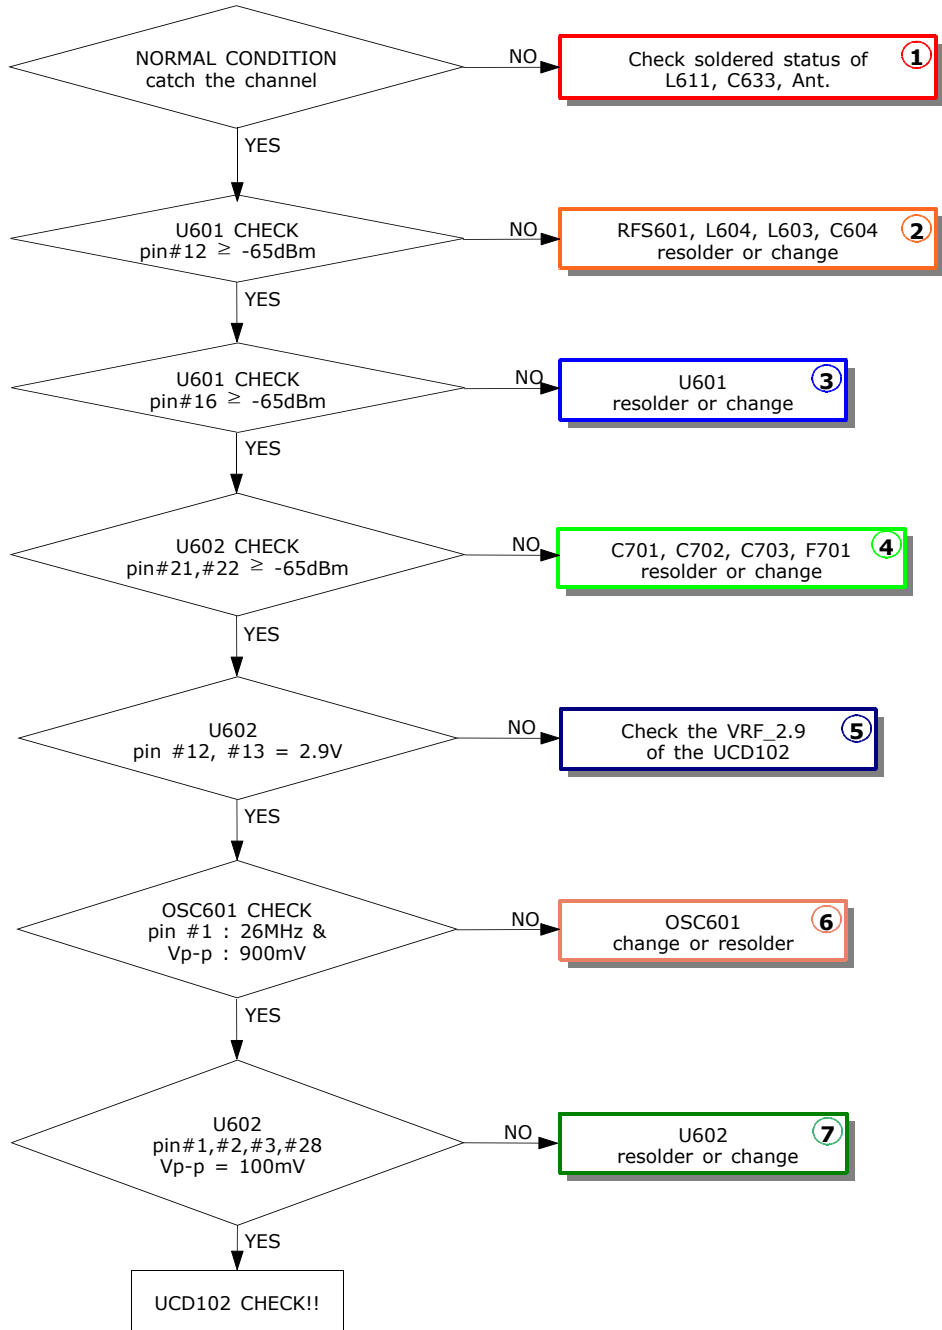 NORMAL CONDITION
catch the channel
NO
Check soldered status of
L611, C633, Ant.
1
YES
U601 CHECK
pin#12 ≥ -65dBm
NO
RFS601, L604, L603, C604
resolder or change
2
YES
U601 CHECK
pin#16 ≥ -65dBm
NO
U601
resolder or change
3
YES
U602 CHECK
pin#21,#22 ≥ -65dBm
NO
C701, C702, C703, F701
resolder or change
4
YES
U602
pin #12, #13 = 2.9V
NO
Check the VRF_2.9
of the UCD102
5
YES
OSC601 CHECK
pin #1 : 26MHz &
Vp-p : 900mV
NO
OSC601
change or resolder
6
YES
U602
pin#1,#2,#3,#28
Vp-p = 100mV
NO
U602
resolder or change
7
YES
UCD102 CHECK!!